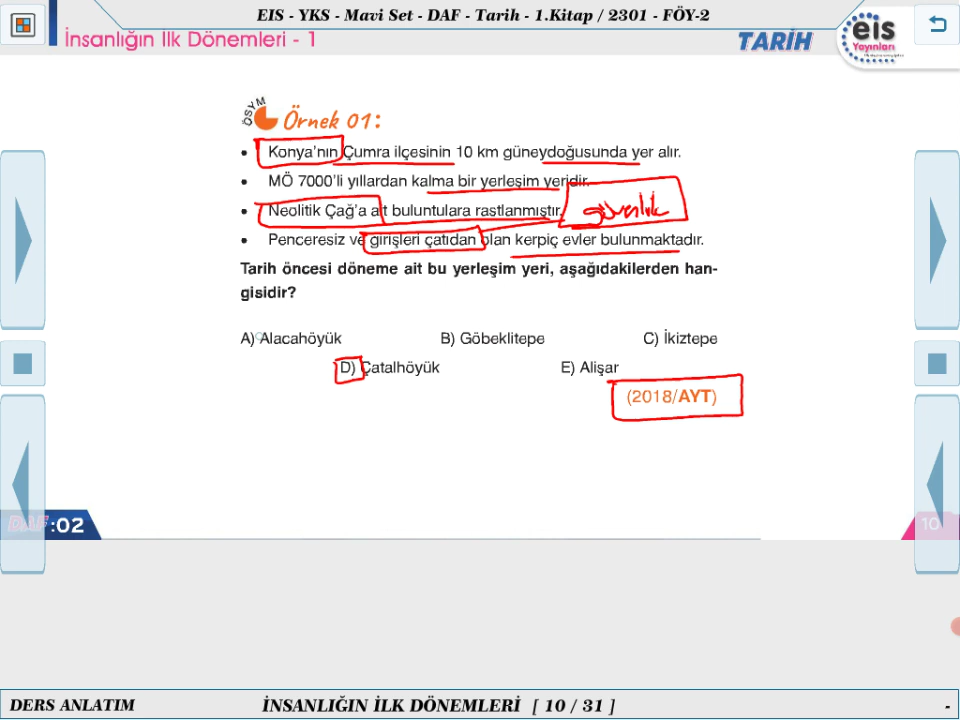 EIS - YKS - Mavi Set - DAF - Tarih - 1.Kitap / 2301 - FÖY-2
İnsanlığın İlk Dönemleri - 1
TARİH
eis
Yayınları
ÖSYM
Örnek 01:
• Konya'nın Çumra ilçesinin 10 km güneydoğusunda yer alır.
• MÖ 7000'li yıllardan kalma bir yerleşim yeridir.
• Neolitik Çağ'a ait buluntulara rastlanmıştır. güvenlik
• Penceresiz ve girişleri çatıdan olan kerpiç evler bulunmaktadır.
Tarih öncesi döneme ait bu yerleşim yeri, aşağıdakilerden han-
gisidir?
A) Alacahöyük B) Göbeklitepe C) İkiztepe
D) Çatalhöyük E) Alişar
(2018/AYT)
DAF:02
10
DERS ANLATIM İNSANLIĞIN İLK DÖNEMLERİ [ 10 / 31 ] -